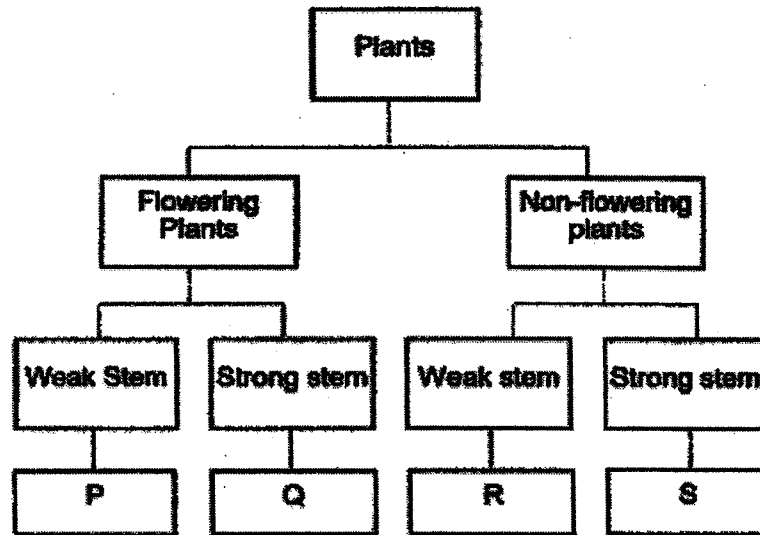 Plants
Flowering
Plants
Non-flowering
plants
Weak Stem
Strong stem
Weak stem
Strong stem
P
Q
R
S